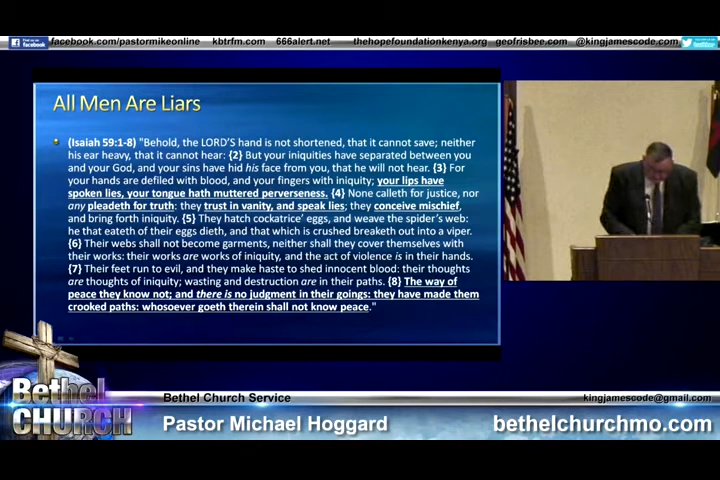 Find us on facebook facebook.com/pastormikeonline kbtrfm.com 666alert.net thehopefoundationkenya.org geofrisbee.com @kingjamescode.com twitter
All Men Are Liars
(Isaiah 59:1-8) "Behold, the LORD'S hand is not shortened, that it cannot save; neither
his ear heavy, that it cannot hear: {2} But your iniquities have separated between you
and your God, and your sins have hid his face from you, that he will not hear. {3} For
your hands are defiled with blood, and your fingers with iniquity; your lips have
spoken lies, your tongue hath muttered perverseness. {4} None calleth for justice, nor
any pleadeth for truth: they trust in vanity, and speak lies; they conceive mischief,
and bring forth iniquity. {5} They hatch cockatrice' eggs, and weave the spider's web:
he that eateth of their eggs dieth, and that which is crushed breaketh out into a viper.
{6} Their webs shall not become garments, neither shall they cover themselves with
their works: their works are works of iniquity, and the act of violence is in their hands.
{7} Their feet run to evil, and they make haste to shed innocent blood: their thoughts
are thoughts of iniquity; wasting and destruction are in their paths. {8} The way of
peace they know not; and there is no judgment in their goings: they have made them
crooked paths: whosoever goeth therein shall not know peace."
Bethel
CHURCH
Bethel Church Service
kingjamescode@gmail.com
Pastor Michael Hoggard
bethelchurchmo.com